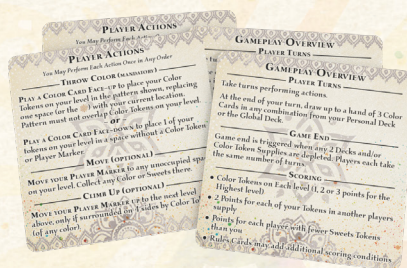 Player Actions
You May Perform Each Action
Player Actions
You May Perform Each Action Once in Any Order
Throw Color (mandatory)
Play a Color Card Face-up to place your Color
Tokens on your level in the pattern shown, replacing
one space for the with your current location.
Pattern must not overlap Color Tokens on your level.
or
Play a Color Card Face-down to place 1 of your
tokens on your level in a space without a Color Token
or Player Marker.
Move (optional)
Move your Player Marker to any unoccupied space
on your level. Collect any Color or Sweets there.
Climb Up (optional)
Move your Player Marker up to the next level
above, only if surrounded on 3 sides by Color
(of any color).
Gameplay Overview
Player Turns
Gameplay Overview
Player Turns
Take turns performing actions.
At the end of your turn, draw up to a hand of 3 Color
Cards in any combination from your Personal Deck
or the Global Deck.
Game End
Game end is triggered when any 2 Decks and/or
Color Token Supplies are depleted. Players each take
the same number of turns.
Scoring
• Color Tokens on Each level (1, 2 or 3 points for the
Highest level)
• 2 Points for each of your Tokens in another players
supply
• Points for each player with fewer Sweets Tokens
than you
• Rules Cards may add additional scoring conditions